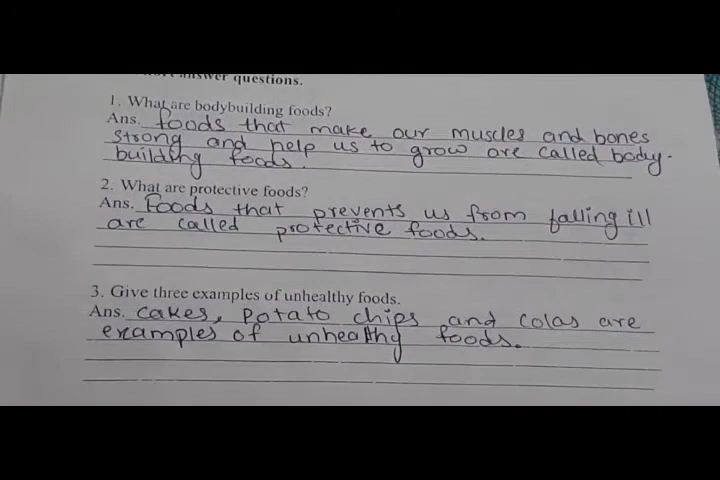 answer questions.
1. What are bodybuilding foods?
Ans. foods that make our muscles and bones
strong and help us to grow are called body-
building foods.
2. What are protective foods?
Ans. Foods that prevents us from falling ill
are called protective foods.
3. Give three examples of unhealthy foods.
Ans. cakes, potato chips and colas are
examples of unhealthy foods.